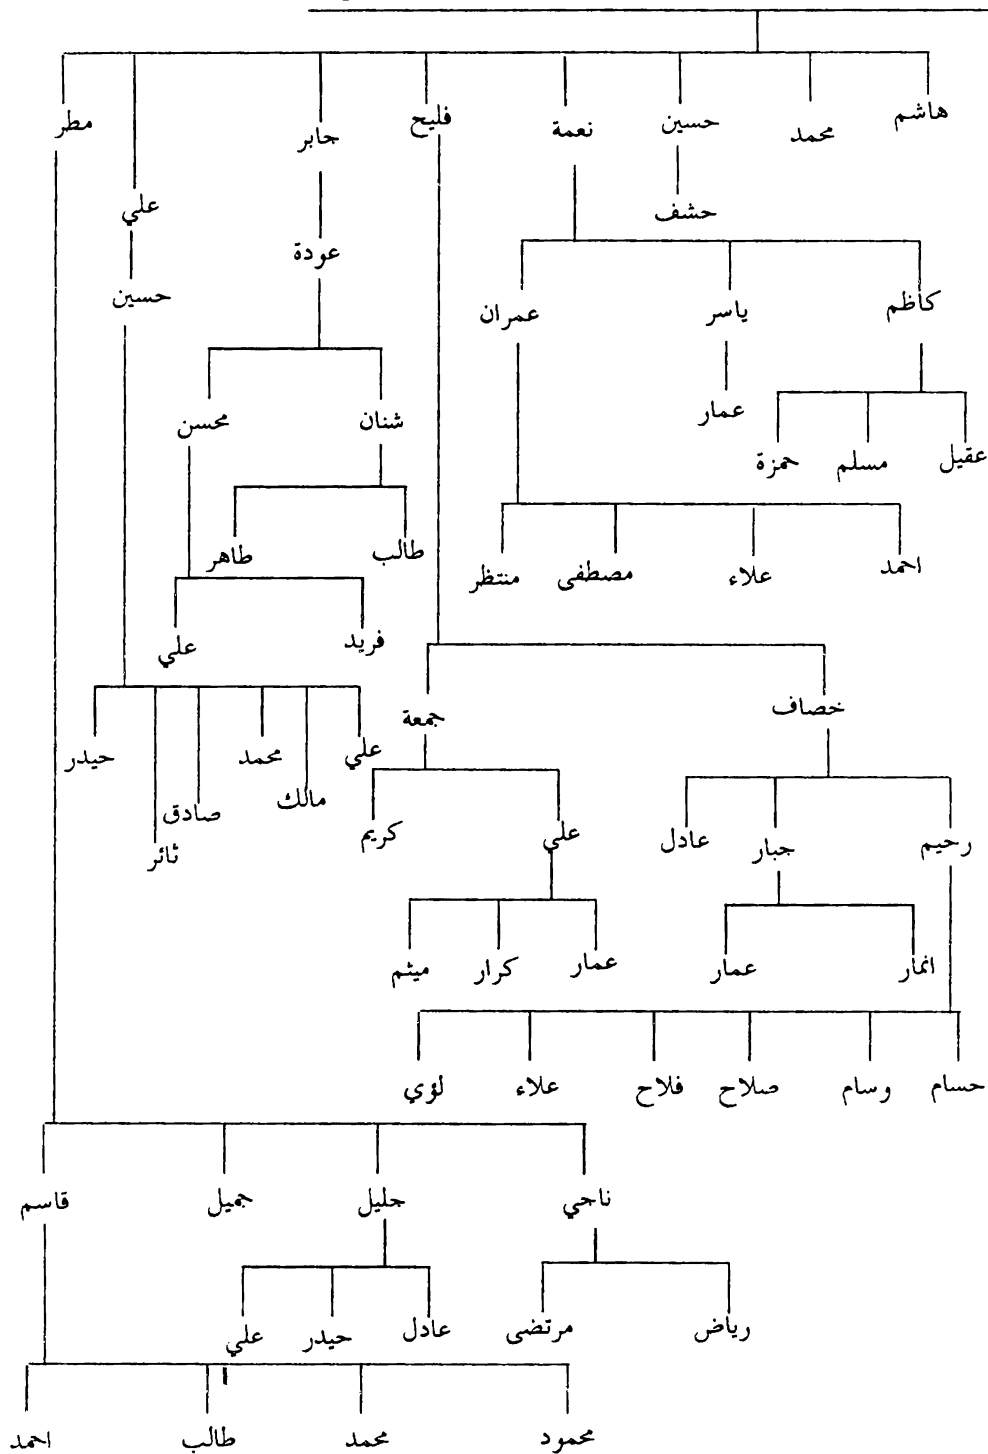 هاشم محمد حسين نعمة فليح جابر مطر
علي
حشف
عودة
حسين
كاظم ياسر عمران
عمار
شنان محسن
عقيل مسلم حمزة
طالب طاهر
احمد علاء مصطفى منتظر
فريد علي
خصاف جمعة
علي محمد حيدر
مالك صادق
ثائر
رحيم جبار عادل علي كريم
انمار عمار عمار كرار ميثم
حسام وسام صلاح فلاح علاء لؤي
ناجي جليل جميل قاسم
رياض مرتضى عادل حيدر علي
محمود محمد طالب احمد